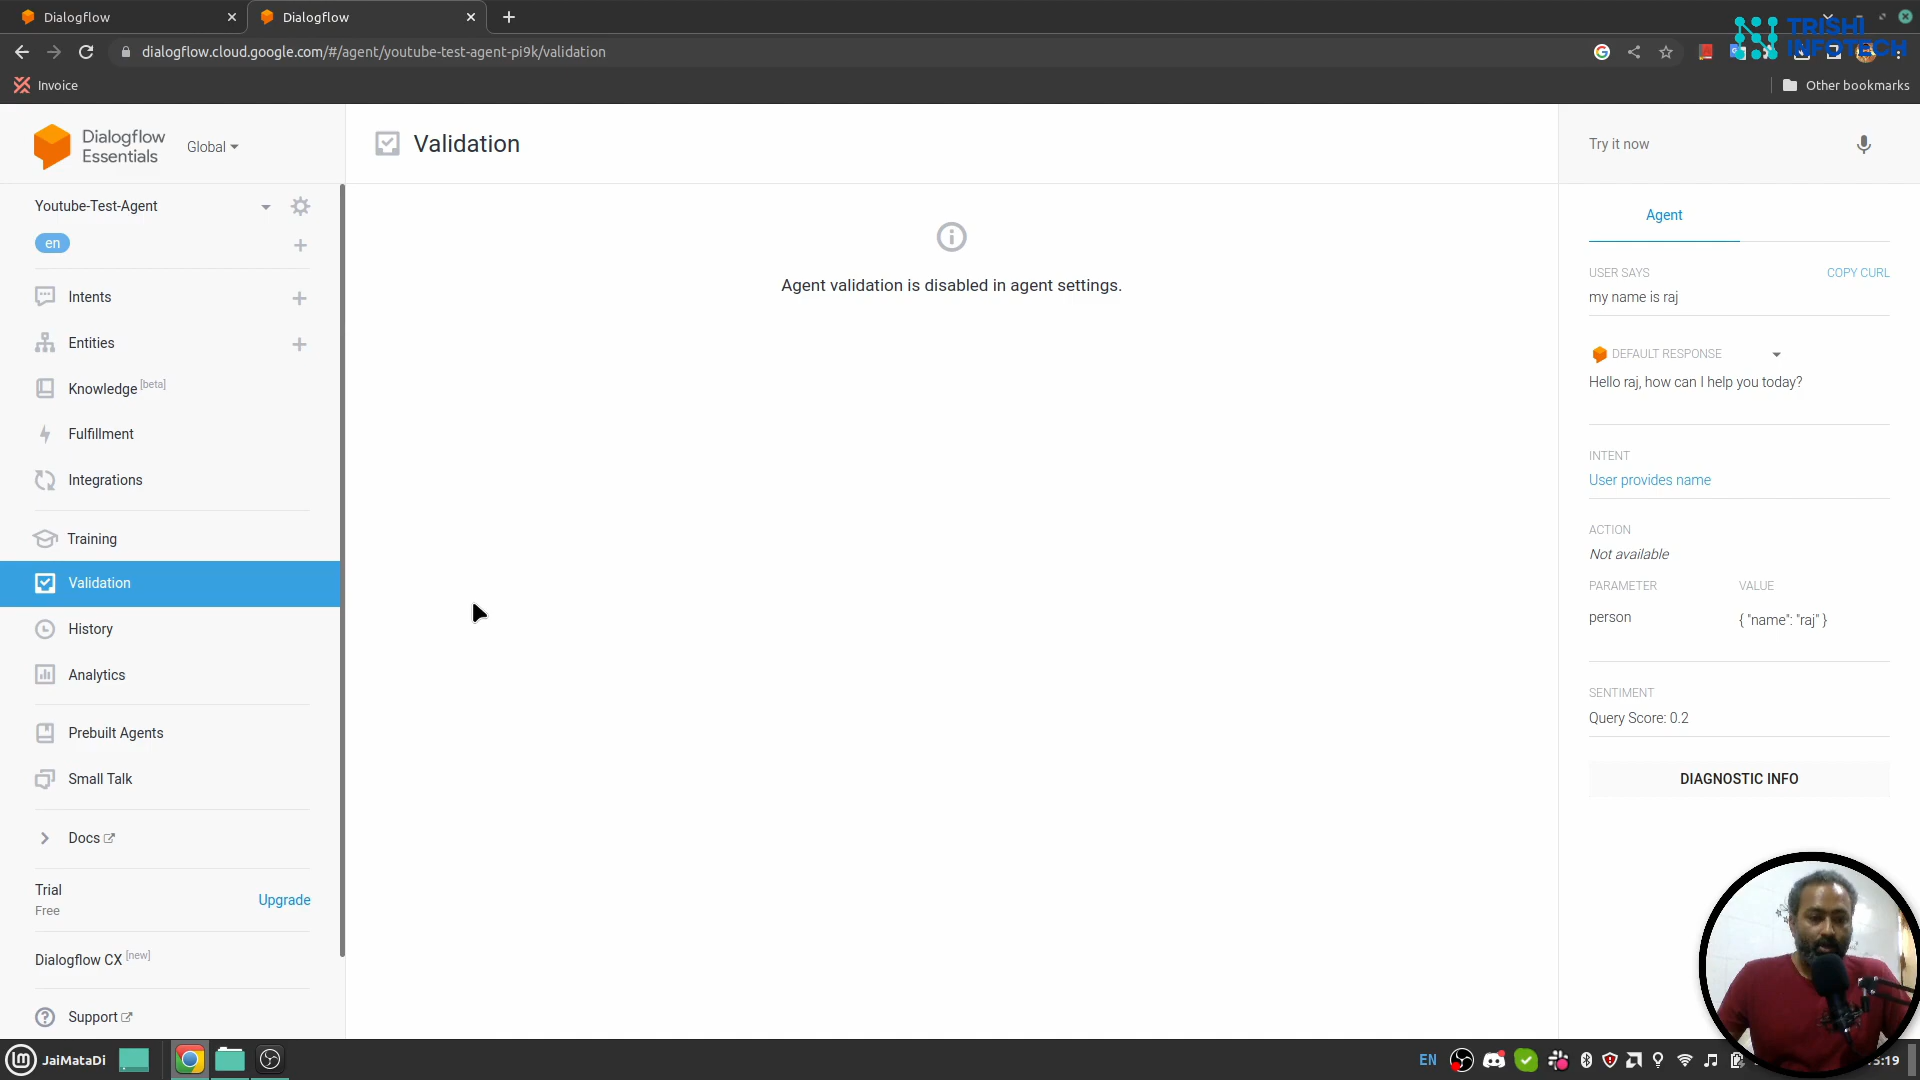 Dialogflow
Dialogflow
TRISHI
INFOTECH
dialogflow.cloud.google.com/#/agent/youtube-test-agent-pi9k/validation
Invoice
Other bookmarks
Dialogflow
Essentials
Global
Validation
Try it now
Youtube-Test-Agent
en
Agent validation is disabled in agent settings.
Agent
Intents
Entities
Knowledge [beta]
Fulfillment
Integrations
Training
Validation
History
Analytics
Prebuilt Agents
Small Talk
Docs
Trial
Free
Upgrade
Dialogflow CX [new]
Support
USER SAYS
COPY CURL
my name is raj
DEFAULT RESPONSE
Hello raj, how can I help you today?
INTENT
User provides name
ACTION
Not available
PARAMETER
VALUE
person
{ "name": "raj" }
SENTIMENT
Query Score: 0.2
DIAGNOSTIC INFO
JaiMataDi
EN